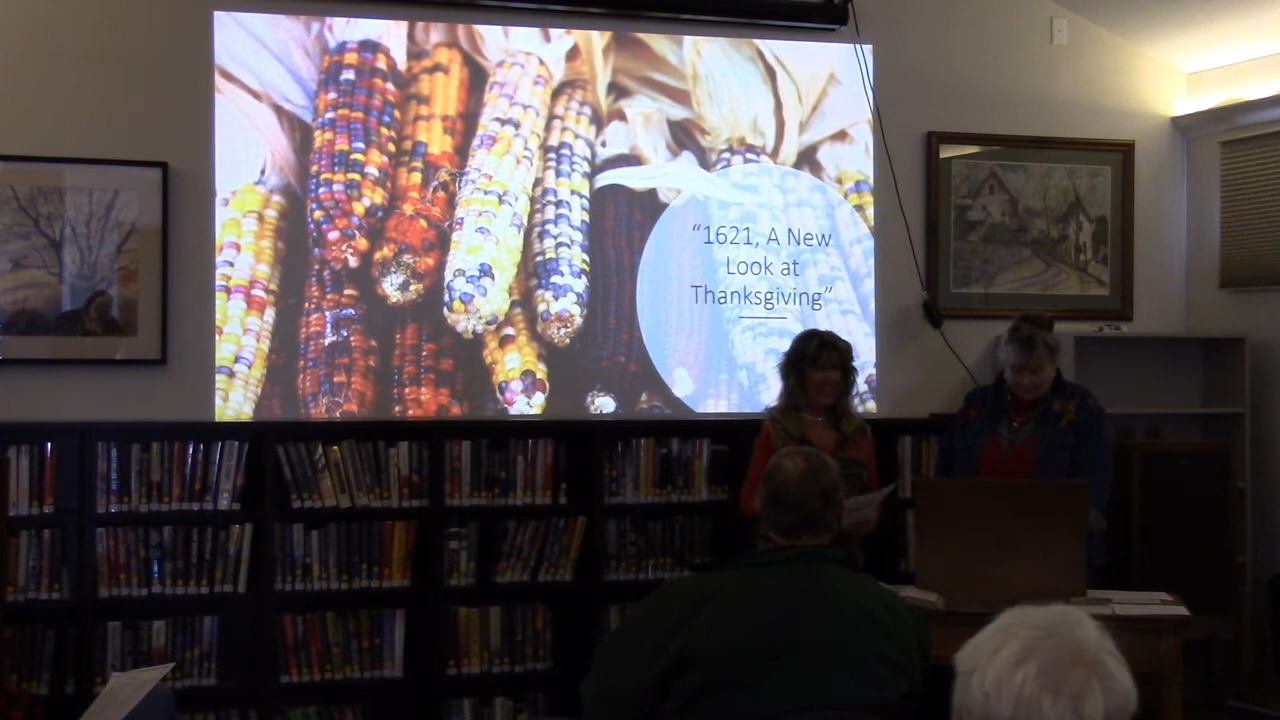 “1621, A New
Look at
Thanksgiving”